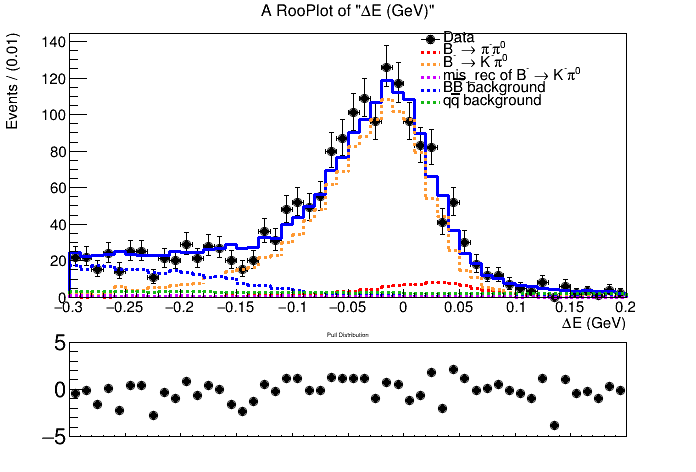 A RooPlot of "ΔE (GeV)"
Events / (0.01)
140
120
100
80
60
40
20
0
Data
B⁻ → π⁻π⁰
B⁻ → K⁻π⁰
mis_rec of B⁻ → K⁻π⁰
BB̅ background
qq̅ background
−0.3 −0.25 −0.2 −0.15 −0.1 −0.05 0 0.05 0.1 0.15 0.2
ΔE (GeV)
Pull Distribution
5
0
−5